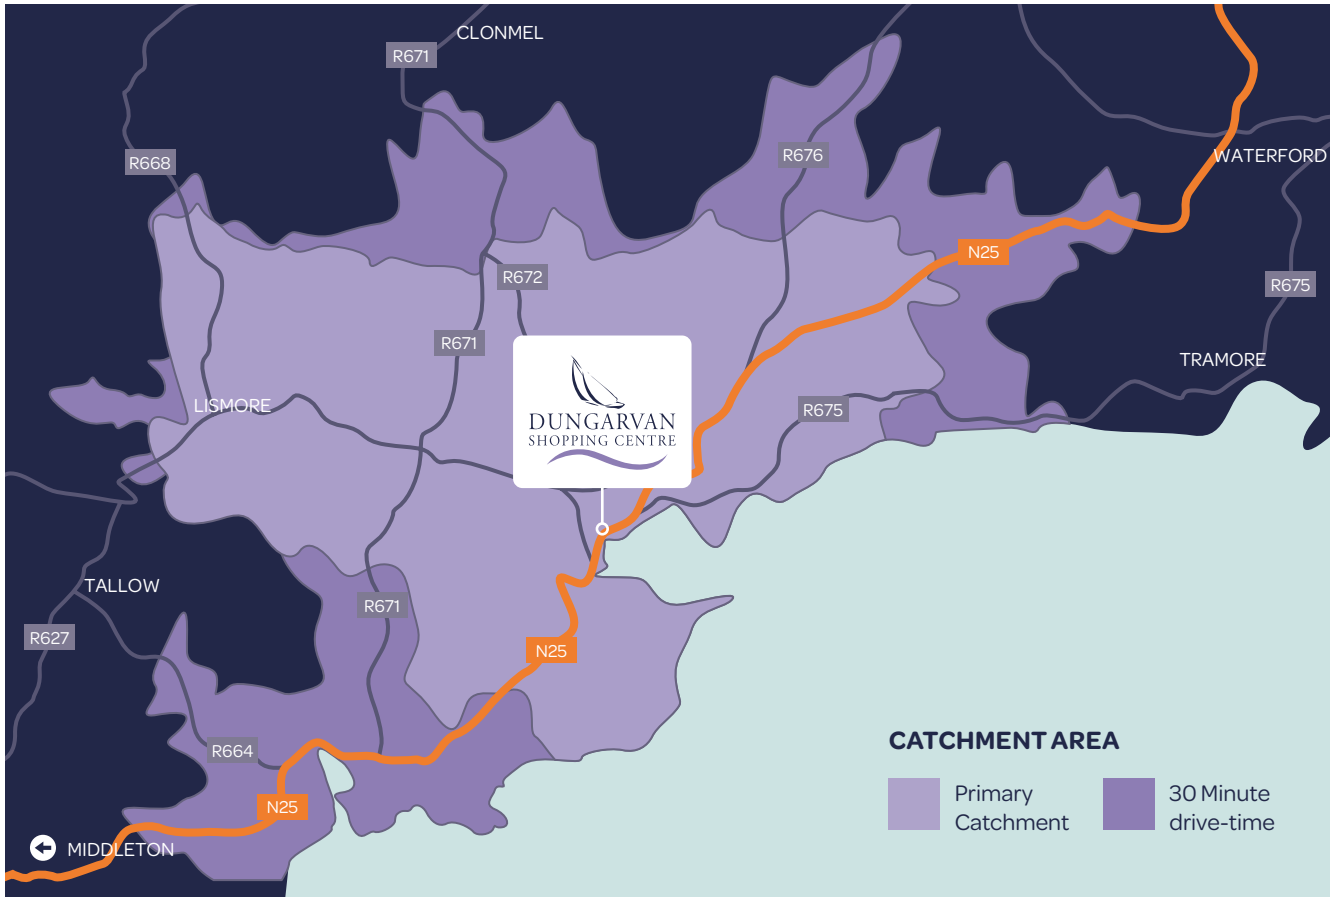 CLONMEL
R671
R676
WATERFORD
R668
N25
R672
R675
R671
TRAMORE
LISMORE
R675
DUNGARVAN
SHOPPING CENTRE
TALLOW
R671
R627
N25
R664
N25
MIDDLETON
CATCHMENT AREA
Primary
Catchment
30 Minute
drive-time